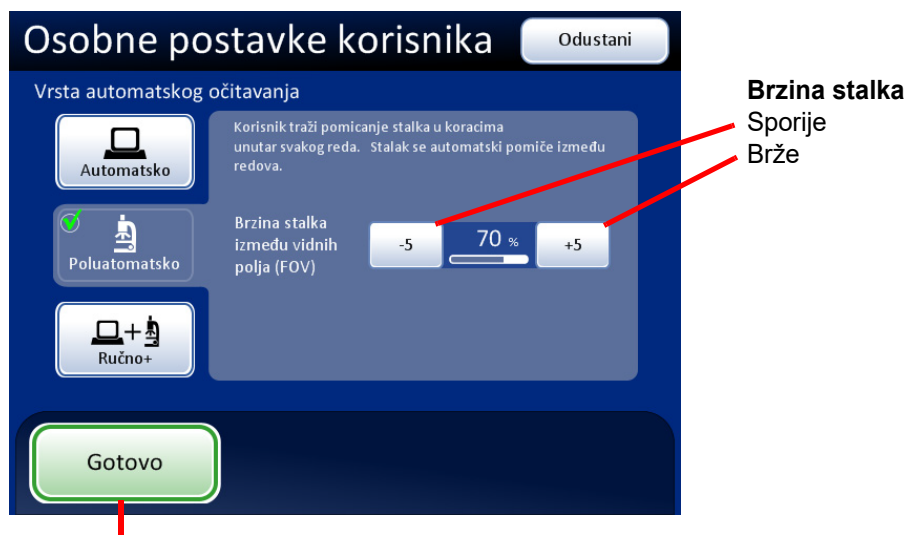 Osobne postavke korisnika
Odustani
Vrsta automatskog očitavanja
Automatsko
Korisnik traži pomicanje stalka u koracima
unutar svakog reda. Stalak se automatski pomiče između
redova.
Poluatomatsko
Brzina stalka
između vidnih
polja (FOV)
-5
70 %
+5
Ručno+
Gotovo
Brzina stalka
Sporije
Brže